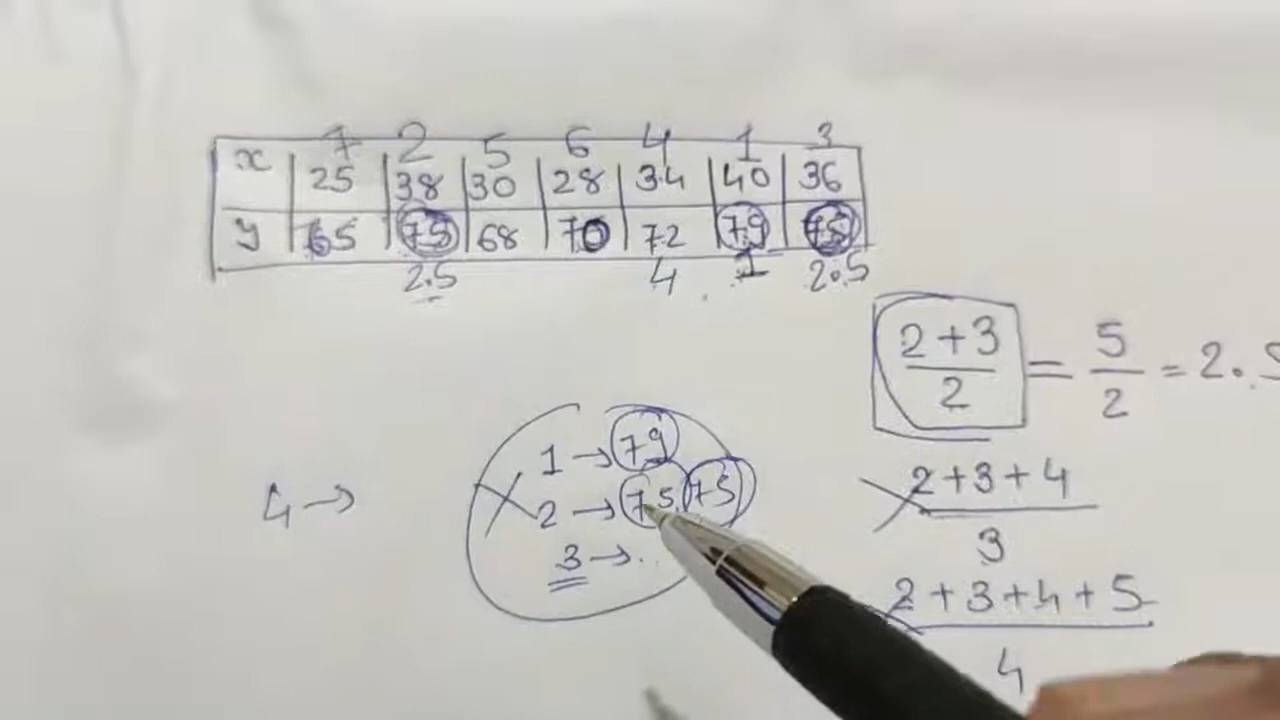 7 2 5 6 4 1 3
x 25 38 30 28 34 40 36
y 65 75 68 70 72 79 75
2.5 4 1 2.5
2+3/2 = 5/2 = 2.5
1 → 79
2+3+4/3
4 →
2 → 75, 75
3 → .
2+3+4+5/4